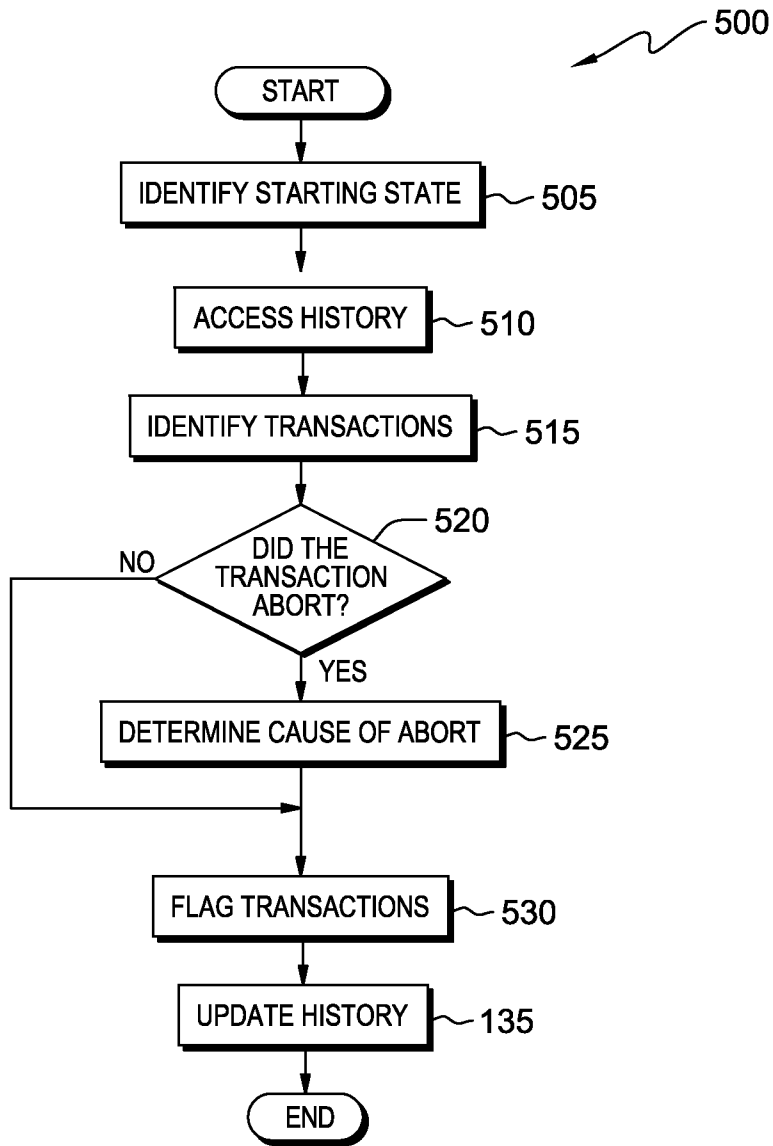 500
START
IDENTIFY STARTING STATE
505
ACCESS HISTORY
510
IDENTIFY TRANSACTIONS
515
520
NO
DID THE
TRANSACTION
ABORT?
YES
DETERMINE CAUSE OF ABORT
525
FLAG TRANSACTIONS
530
UPDATE HISTORY
135
END